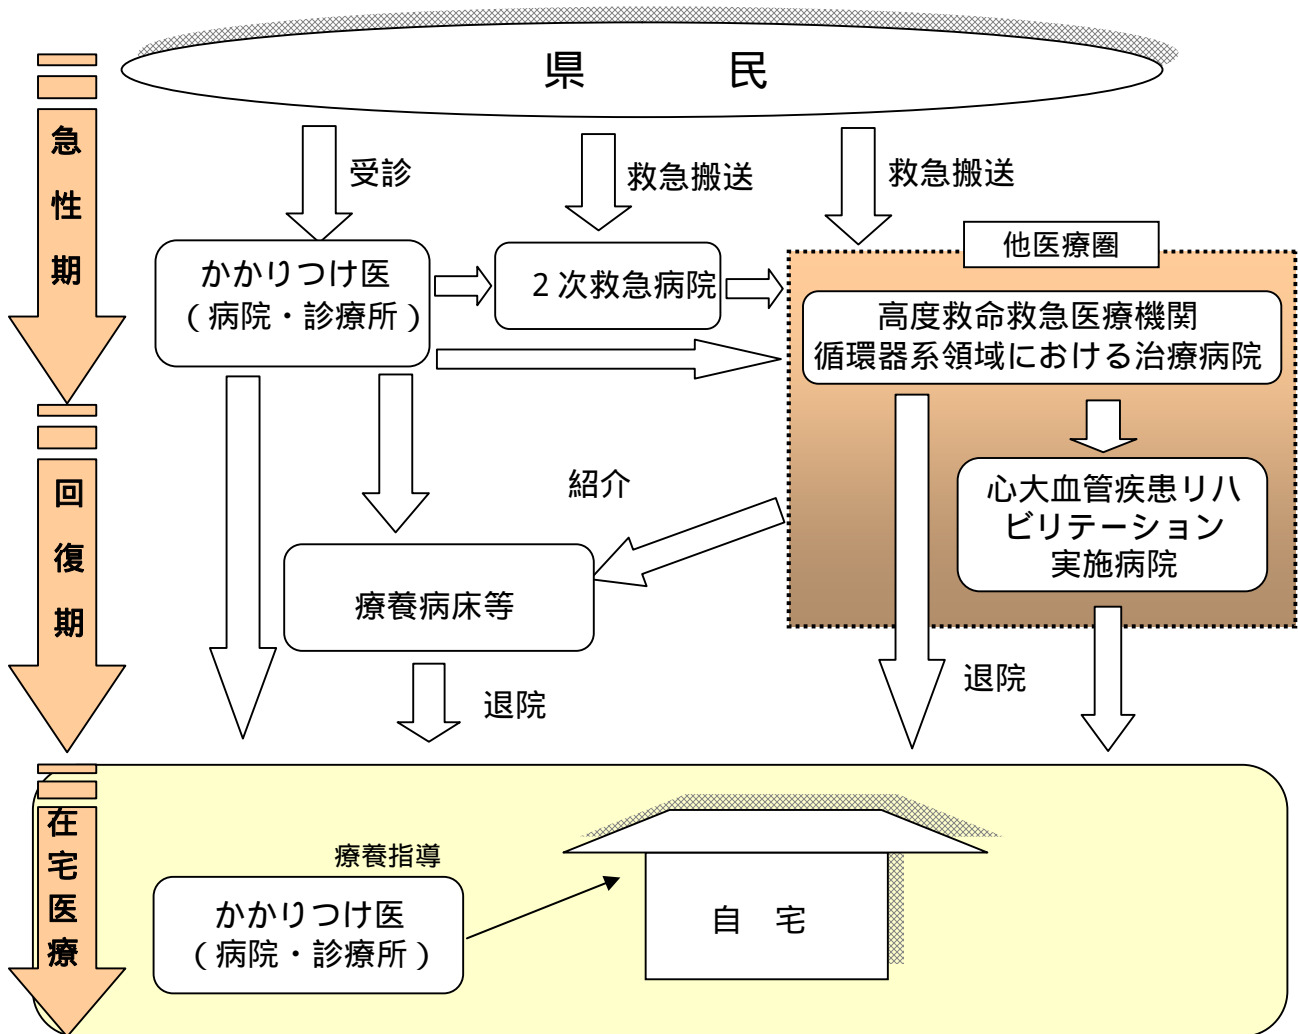 県　民
急性期
受診
救急搬送
救急搬送
他医療圏
かかりつけ医
（病院・診療所）
２次救急病院
高度救命救急医療機関
循環器系領域における治療病院
回復期
紹介
心大血管疾患リハ
ビリテーション
実施病院
療養病床等
退院
退院
在宅医療
療養指導
かかりつけ医
（病院・診療所）
自　宅